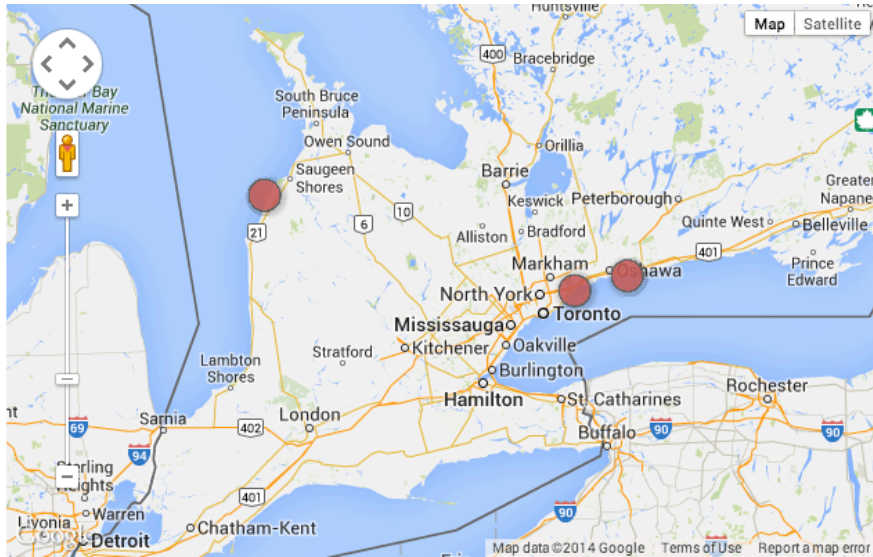 Huntsville
Map
Satellite
400
Bracebridge
Thunder Bay
National Marine
Sanctuary
South Bruce
Peninsula
Owen Sound
Orillia
Saugeen
Shores
Barrie
Keswick
Peterborough
Greater
Napanee
10
6
21
Alliston
Bradford
Quinte West
Belleville
401
Markham
Oshawa
Prince
Edward
North York
Toronto
Mississauga
Stratford
Kitchener
Oakville
Lambton
Shores
Burlington
Hamilton
Rochester
St. Catharines
nt
69
Sarnia
402
London
Buffalo
90
90
94
Sterling
Heights
401
Warren
90
Livonia
Chatham-Kent
Google
Detroit
Erie
Map data ©2014 Google
Terms of Use
Report a map error